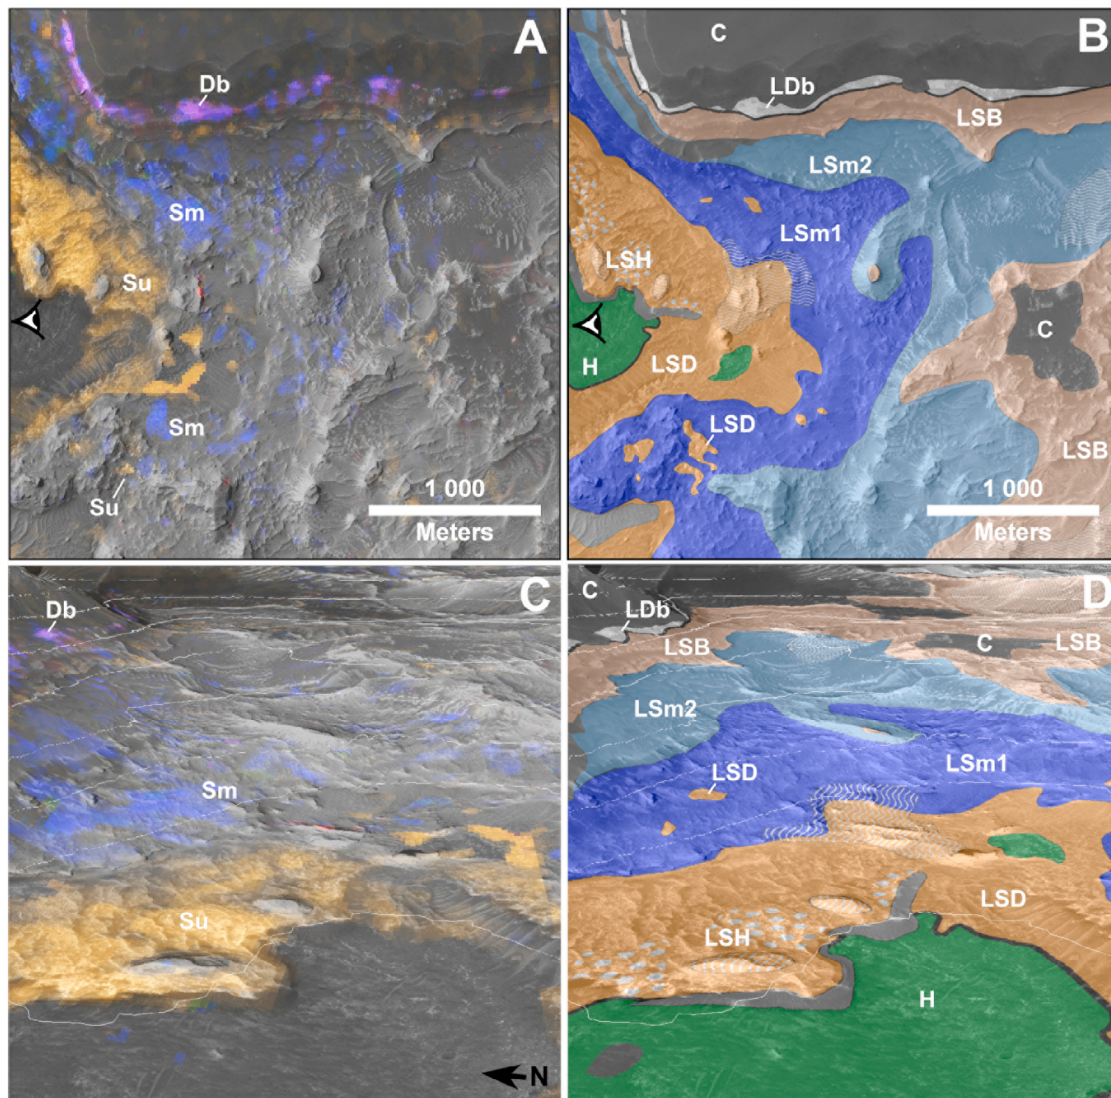 A
Db
Sm
Su
Sm
Su
1 000
Meters
B
C
LDb
LSB
LSm2
LSm1
LSH
C
H
LSD
LSD
LSB
1 000
Meters
C
Db
Sm
Su
N
D
C
LDb
LSB
C
LSB
LSm2
LSm1
LSD
LSD
LSH
H